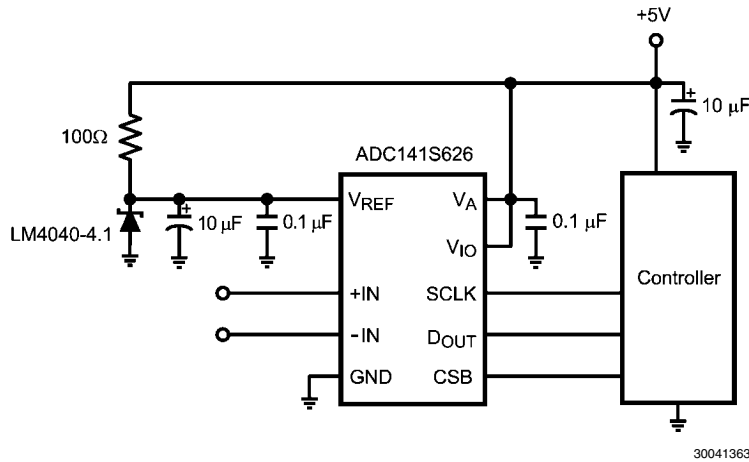 +5V
+
10 µF
100Ω
ADC141S626
LM4040-4.1
+
10 µF
0.1 µF
VREF
VA
0.1 µF
VIO
Controller
+IN
SCLK
−IN
DOUT
GND
CSB
30041363